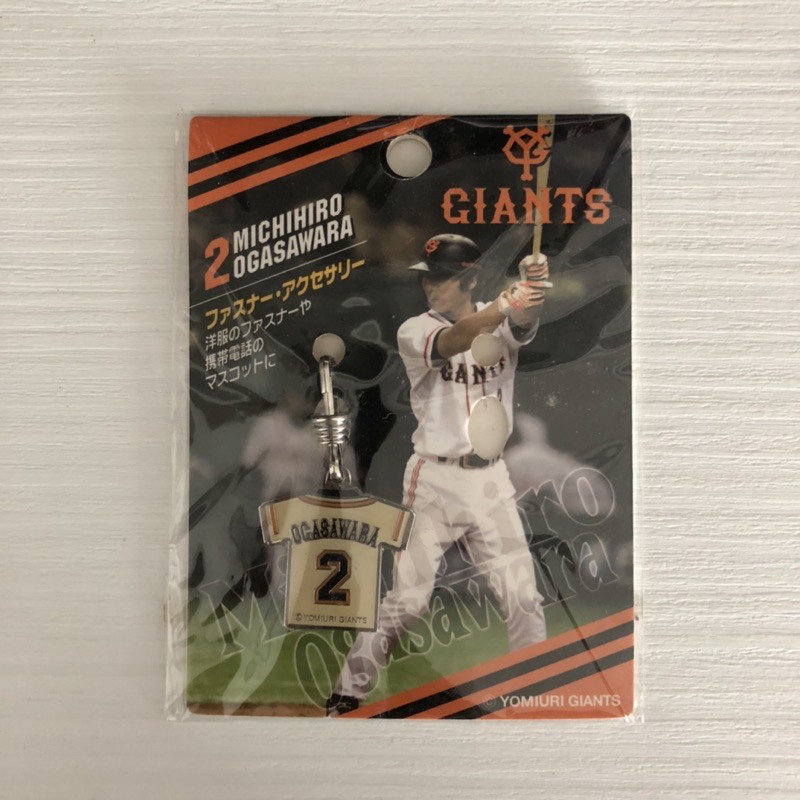 YG
GIANTS
2 MICHIHIRO
OGASAWARA
ファスナー・アクセサリー
洋服のファスナーや
携帯電話の
マスコットに
GIANTS
OGASAWARA
2
©YOMIURI GIANTS
Michihiro
Ogasawara
© YOMIURI GIANTS